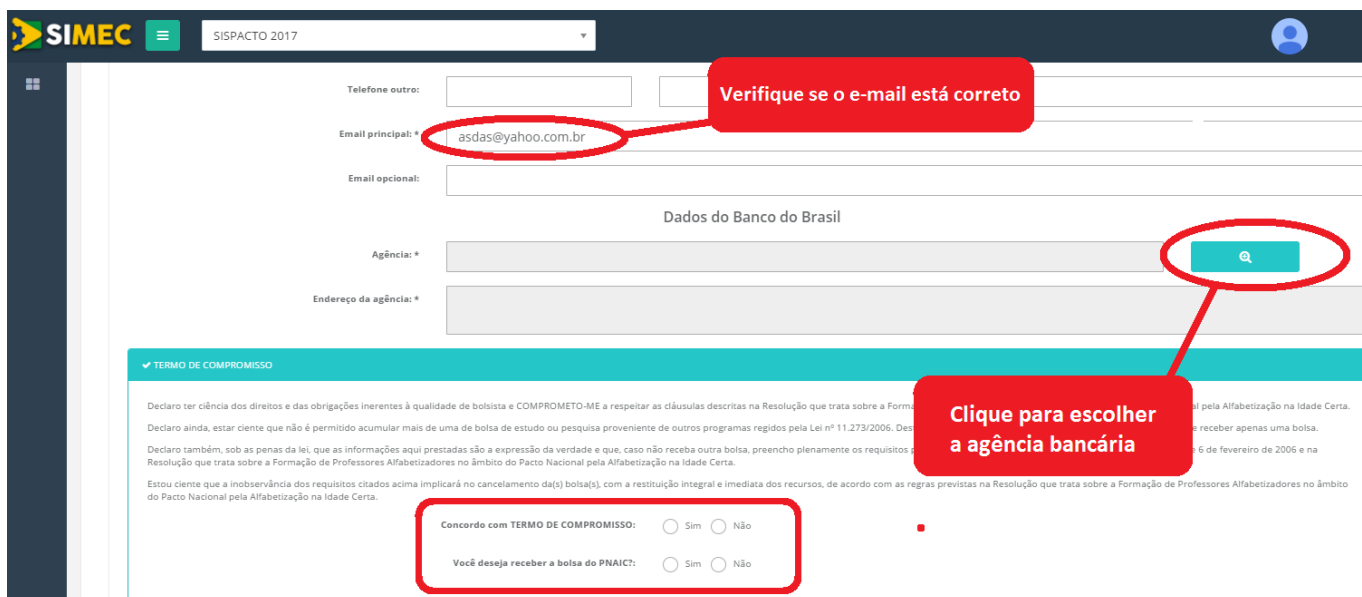 SIMEC
SISPACTO 2017
Telefone outro:
Verifique se o e-mail está correto
Email principal: *
asdas@yahoo.com.br
Email opcional:
Dados do Banco do Brasil
Agência: *
Endereço da agência: *
TERMO DE COMPROMISSO
Clique para escolher
a agência bancária
Declaro ter ciência dos direitos e das obrigações inerentes à qualidade de bolsista e COMPROMETO-ME a respeitar as cláusulas descritas na Resolução que trata sobre a Forma al pela Alfabetização na Idade Certa.
Declaro ainda, estar ciente que não é permitido acumular mais de uma de bolsa de estudo ou pesquisa proveniente de outros programas regidos pela Lei nº 11.273/2006. Dest e receber apenas uma bolsa.
Declaro também, sob as penas da lei, que as informações aqui prestadas são a expressão da verdade e que, caso não receba outra bolsa, preencho plenamente os requisitos p e 6 de fevereiro de 2006 e na
Resolução que trata sobre a Formação de Professores Alfabetizadores no âmbito do Pacto Nacional pela Alfabetização na Idade Certa.
Estou ciente que a inobservância dos requisitos citados acima implicará no cancelamento da(s) bolsa(s), com a restituição integral e imediata dos recursos, de acordo com as regras previstas na Resolução que trata sobre a Formação de Professores Alfabetizadores no âmbito
do Pacto Nacional pela Alfabetização na Idade Certa.
Concordo com TERMO DE COMPROMISSO: Sim Não
Você deseja receber a bolsa do PNAIC?: Sim Não